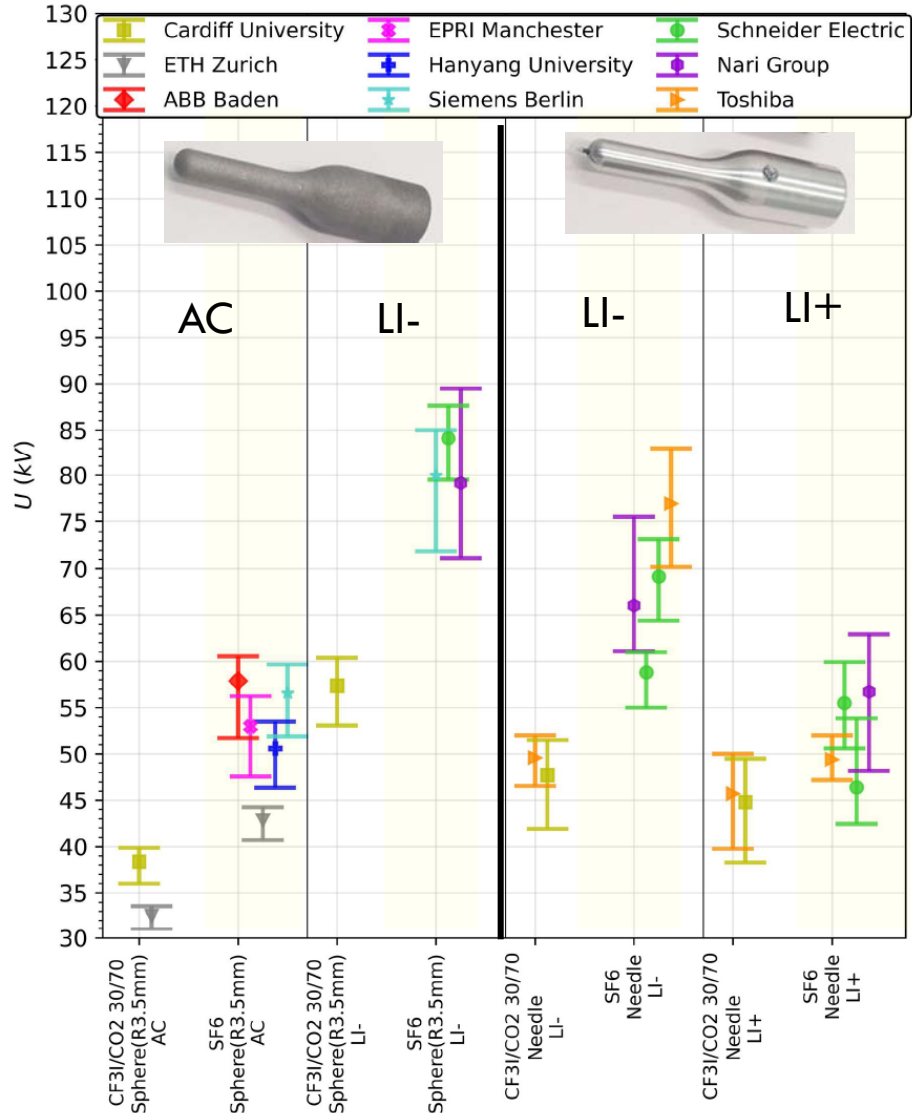 Cardiff University
ETH Zurich
ABB Baden
EPRI Manchester
Hanyang University
Siemens Berlin
Schneider Electric
Nari Group
Toshiba
130
125
120
115
110
105
100
95
90
85
80
75
70
65
60
55
50
45
40
35
30
U (kV)
AC
LI-
LI-
LI+
CF3I/CO2 30/70
Sphere(R3.5mm)
AC
SF6
Sphere(R3.5mm)
AC
CF3I/CO2 30/70
Sphere(R3.5mm)
LI-
SF6
Sphere(R3.5mm)
LI-
CF3I/CO2 30/70
Needle
LI-
SF6
Needle
LI-
CF3I/CO2 30/70
Needle
LI+
SF6
Needle
LI+